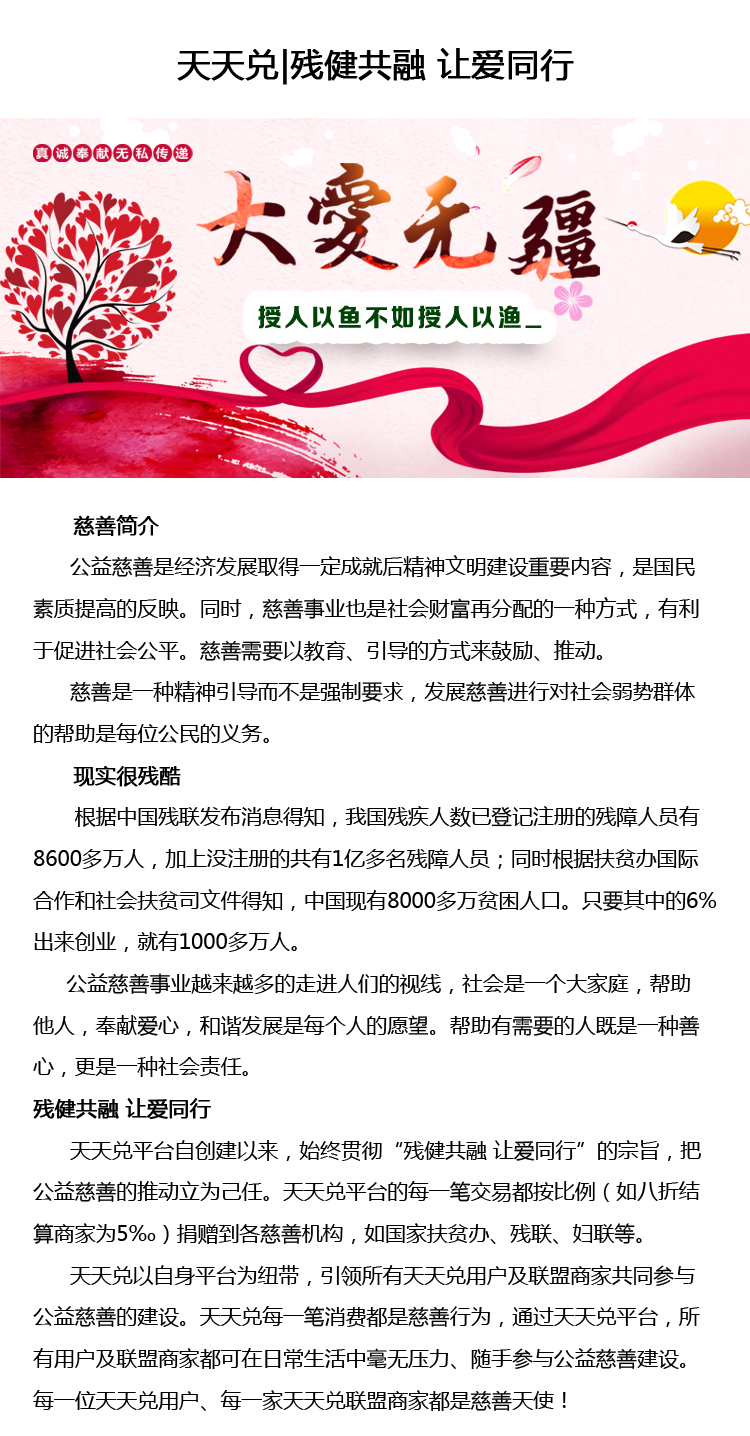 天天兑|残健共融 让爱同行
真诚奉献无私传递
大愛无疆
授人以鱼不如授人以渔_
慈善简介
公益慈善是经济发展取得一定成就后精神文明建设重要内容，是国民
素质提高的反映。同时，慈善事业也是社会财富再分配的一种方式，有利
于促进社会公平。慈善需要以教育、引导的方式来鼓励、推动。
慈善是一种精神引导而不是强制要求，发展慈善进行对社会弱势群体
的帮助是每位公民的义务。
现实很残酷
根据中国残联发布消息得知，我国残疾人数已登记注册的残障人员有
8600多万人，加上没注册的共有1亿多名残障人员；同时根据扶贫办国际
合作和社会扶贫司文件得知，中国现有8000多万贫困人口。只要其中的6%
出来创业，就有1000多万人。
公益慈善事业越来越多的走进人们的视线，社会是一个大家庭，帮助
他人，奉献爱心，和谐发展是每个人的愿望。帮助有需要的人既是一种善
心，更是一种社会责任。
残健共融 让爱同行
天天兑平台自创建以来，始终贯彻“残健共融 让爱同行”的宗旨，把
公益慈善的推动立为己任。天天兑平台的每一笔交易都按比例（如八折结
算商家为5‰）捐赠到各慈善机构，如国家扶贫办、残联、妇联等。
天天兑以自身平台为纽带，引领所有天天兑用户及联盟商家共同参与
公益慈善的建设。天天兑每一笔消费都是慈善行为，通过天天兑平台，所
有用户及联盟商家都可在日常生活中毫无压力、随手参与公益慈善建设。
每一位天天兑用户、每一家天天兑联盟商家都是慈善天使！